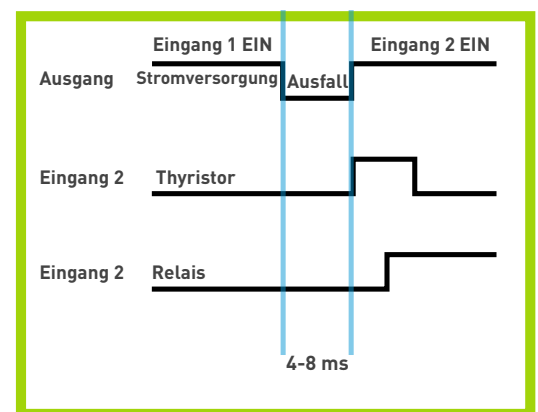 Eingang 1 EIN Eingang 2 EIN
Ausgang Stromversorgung Ausfall
Eingang 2 Thyristor
Eingang 2 Relais
4-8 ms